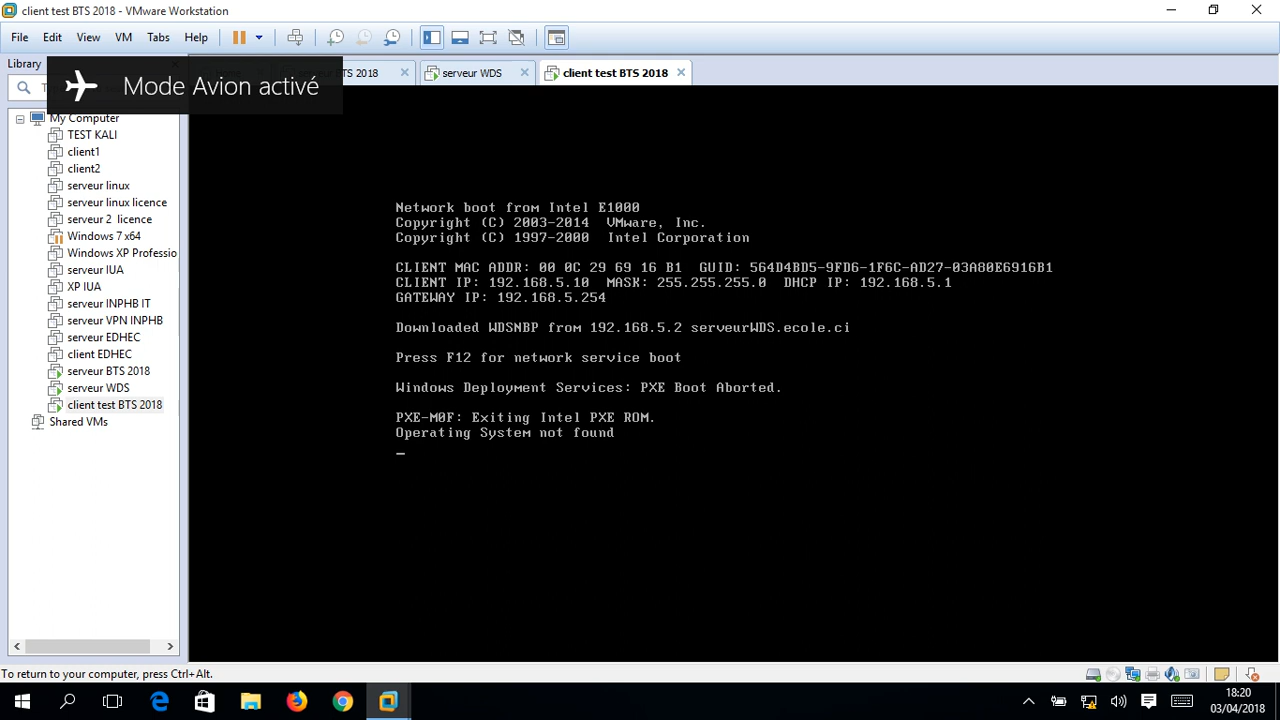 client test BTS 2018 - VMware Workstation
File Edit View VM Tabs Help
Library
Mode Avion activé
BTS 2018
serveur WDS
client test BTS 2018
My Computer
TEST KALI
client1
client2
serveur linux
serveur linux licence
serveur 2 licence
Windows 7 x64
Windows XP Professio
serveur IUA
XP IUA
serveur INPHB IT
serveur VPN INPHB
serveur EDHEC
client EDHEC
serveur BTS 2018
serveur WDS
client test BTS 2018
Shared VMs
Network boot from Intel E1000
Copyright (C) 2003-2014 VMware, Inc.
Copyright (C) 1997-2000 Intel Corporation
CLIENT MAC ADDR: 00 0C 29 69 16 B1 GUID: 564D4BD5-9FD6-1F6C-AD27-03A80E6916B1
CLIENT IP: 192.168.5.10 MASK: 255.255.255.0 DHCP IP: 192.168.5.1
GATEWAY IP: 192.168.5.254
Downloaded WDSNBP from 192.168.5.2 serveurWDS.ecole.ci
Press F12 for network service boot
Windows Deployment Services: PXE Boot Aborted.
PXE-M0F: Exiting Intel PXE ROM.
Operating System not found
To return to your computer, press Ctrl+Alt.
18:20
03/04/2018